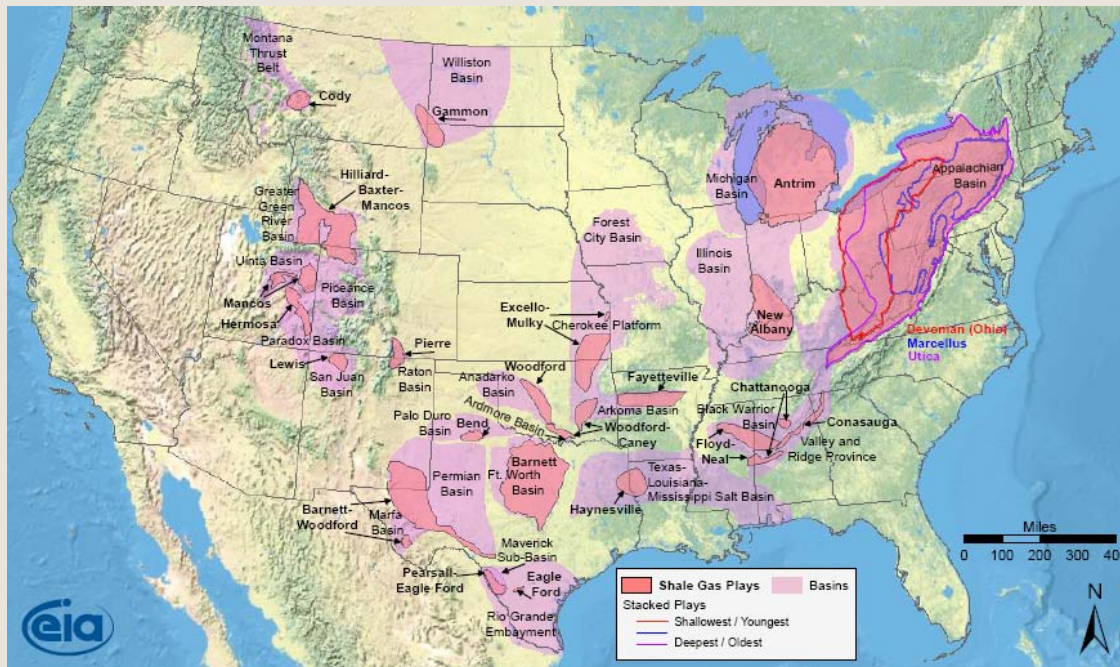 Montana
Thrust
Belt
Cody
Williston
Basin
Gammon
Hilliard-
Baxter-
Mancos
Greater
Green
River
Basin
Uinta Basin
Mancos
Piceance
Basin
Hermosa
Paradox Basin
Lewis
San Juan
Basin
Pierre
Raton
Basin
Forest
City Basin
Excello-
Mulky
Cherokee Platform
Woodford
Anadarko
Basin
Ardmore Basin
Palo Duro
Basin
Bend
Fayetteville
Arkoma Basin
Woodford-
Caney
Michigan
Basin
Antrim
Illinois
Basin
New
Albany
Appalachian
Basin
Devonian (Ohio)
Marcellus
Utica
Chattanooga
Black Warrior
Basin
Floyd-
Neal
Conasauga
Valley and
Ridge Province
Permian
Basin
Ft. Worth
Basin
Barnett
Texas-
Louisiana-
Mississippi Salt Basin
Haynesville
Barnett-
Woodford
Marfa
Basin
Maverick
Sub-Basin
Pearsall-
Eagle Ford
Eagle
Ford
Rio Grande
Embayment
Miles
0 100 200 300 400
N
Shale Gas Plays
Basins
Stacked Plays
Shallowest / Youngest
Deepest / Oldest
eia